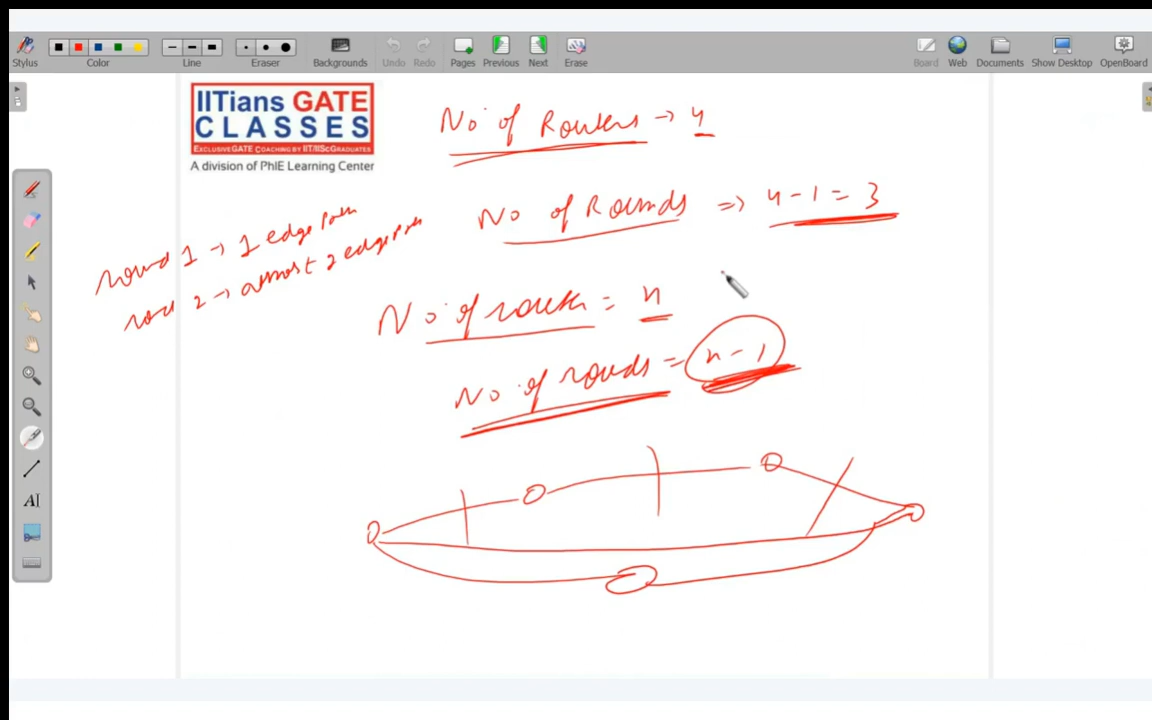 Stylus
Color
Line
Eraser
Backgrounds
Undo
Redo
Pages
Previous
Next
Erase
Board
Web
Documents
Show Desktop
OpenBoard
IITians GATE
CLASSES
EXCLUSIVE GATE COACHING BY IIT/IISc GRADUATES
A division of PhIE Learning Center
No of Routers → 4
No of Rounds ⇒ 4-1 = 3
round 1 → 1 edge path
2 → atmost 2 edge path
No of = n
No of rounds = n-1
AI